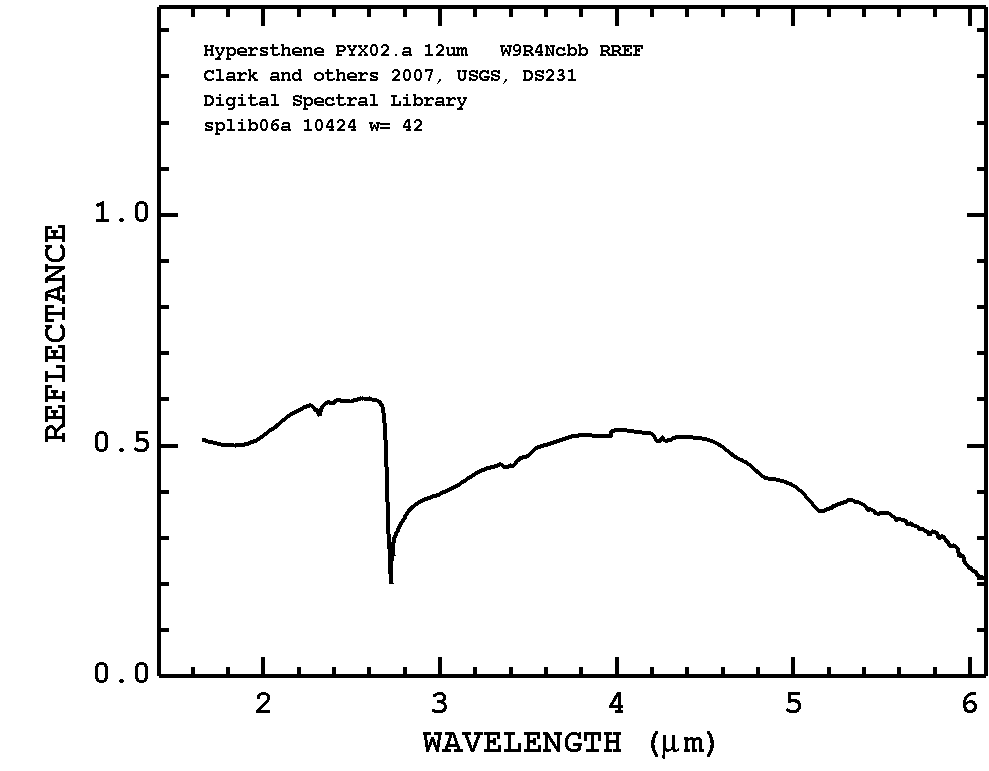 Hypersthene PYX02.a 12um W9R4Ncbb RREF
Clark and others 2007, USGS, DS231
Digital Spectral Library
splib06a 10424 w= 42
REFLECTANCE
1.0
0.5
0.0
2 3 4 5 6
WAVELENGTH (μm)